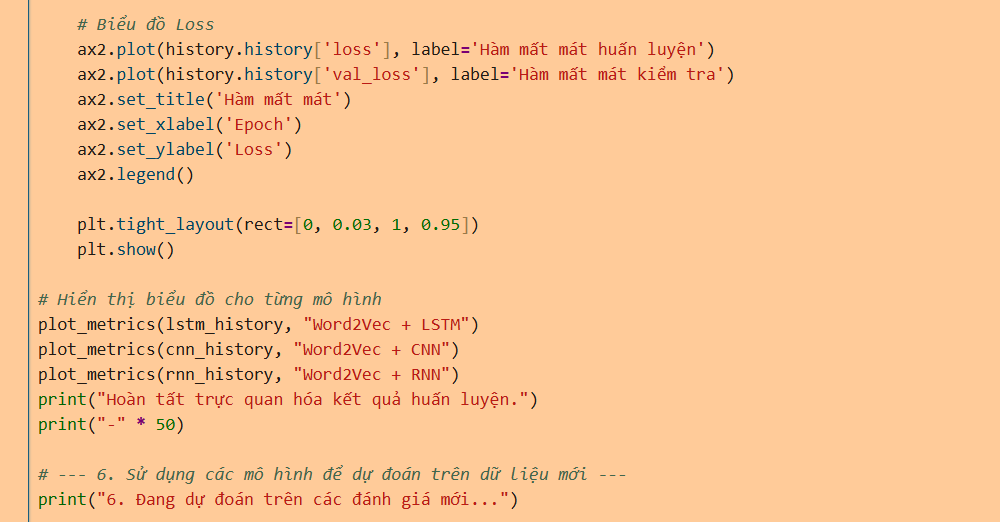 # Biểu đồ Loss
ax2.plot(history.history['loss'], label='Hàm mất mát huấn luyện')
ax2.plot(history.history['val_loss'], label='Hàm mất mát kiểm tra')
ax2.set_title('Hàm mất mát')
ax2.set_xlabel('Epoch')
ax2.set_ylabel('Loss')
ax2.legend()
plt.tight_layout(rect=[0, 0.03, 1, 0.95])
plt.show()
# Hiển thị biểu đồ cho từng mô hình
plot_metrics(lstm_history, "Word2Vec + LSTM")
plot_metrics(cnn_history, "Word2Vec + CNN")
plot_metrics(rnn_history, "Word2Vec + RNN")
print("Hoàn tất trực quan hóa kết quả huấn luyện.")
print("-" * 50)
# --- 6. Sử dụng các mô hình để dự đoán trên dữ liệu mới ---
print("6. Đang dự đoán trên các đánh giá mới...")